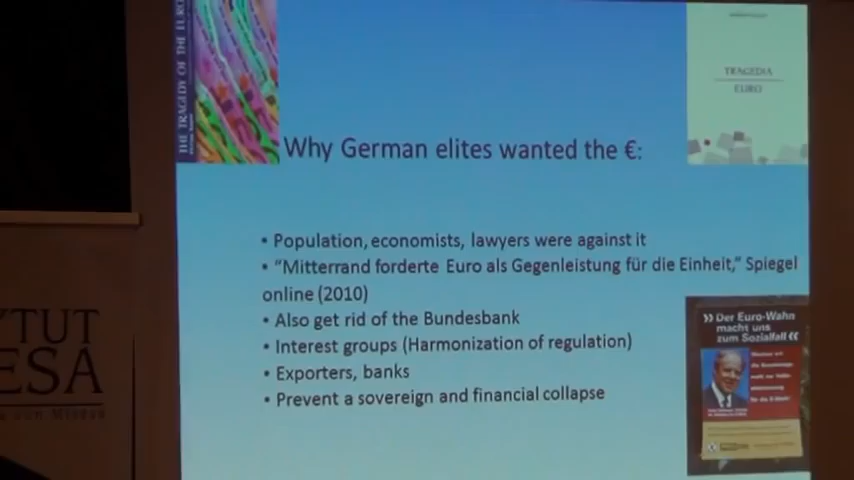 THE TRAGEDY OF THE EURO
TRAGEDIA
EURO
Why German elites wanted the €:
• Population, economists, lawyers were against it
• "Mitterrand forderte Euro als Gegenleistung für die Einheit," Spiegel
online (2010)
• Also get rid of the Bundesbank
• Interest groups (Harmonization of regulation)
• Exporters, banks
• Prevent a sovereign and financial collapse
» Der Euro-Wahn
macht uns
zum Sozialfall «
YTUT
ESA